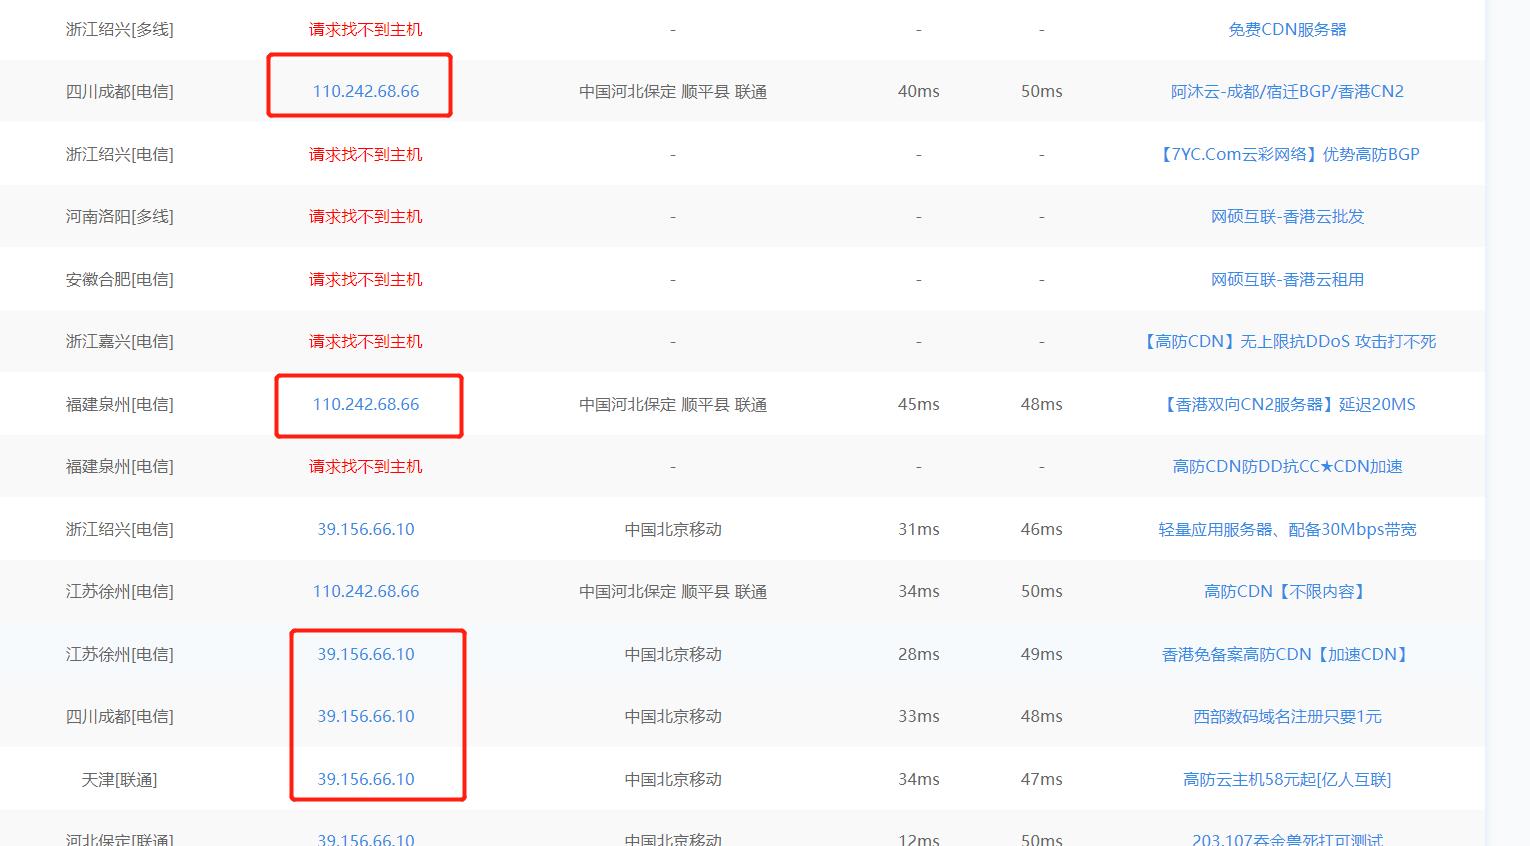 浙江绍兴[多线] 请求找不到主机 - - - 免费CDN服务器
四川成都[电信] 110.242.68.66 中国河北保定 顺平县 联通 40ms 50ms 阿沐云-成都/宿迁BGP/香港CN2
浙江绍兴[电信] 请求找不到主机 - - - 【7YC.Com云彩网络】优势高防BGP
河南洛阳[多线] 请求找不到主机 - - - 网硕互联-香港云批发
安徽合肥[电信] 请求找不到主机 - - - 网硕互联-香港云租用
浙江嘉兴[电信] 请求找不到主机 - - - 【高防CDN】无上限抗DDoS 攻击打不死
福建泉州[电信] 110.242.68.66 中国河北保定 顺平县 联通 45ms 48ms 【香港双向CN2服务器】延迟20MS
福建泉州[电信] 请求找不到主机 - - - 高防CDN防DD抗CC★CDN加速
浙江绍兴[电信] 39.156.66.10 中国北京移动 31ms 46ms 轻量应用服务器、配备30Mbps带宽
江苏徐州[电信] 110.242.68.66 中国河北保定 顺平县 联通 34ms 50ms 高防CDN【不限内容】
江苏徐州[电信] 39.156.66.10 中国北京移动 28ms 49ms 香港免备案高防CDN【加速CDN】
四川成都[电信] 39.156.66.10 中国北京移动 33ms 48ms 西部数码域名注册只要1元
天津[联通] 39.156.66.10 中国北京移动 34ms 47ms 高防云主机58元起[亿人互联]
河北保定[联通] 39.156.66.10 中国北京移动 12ms 50ms 203.107吞金兽死扛可测试